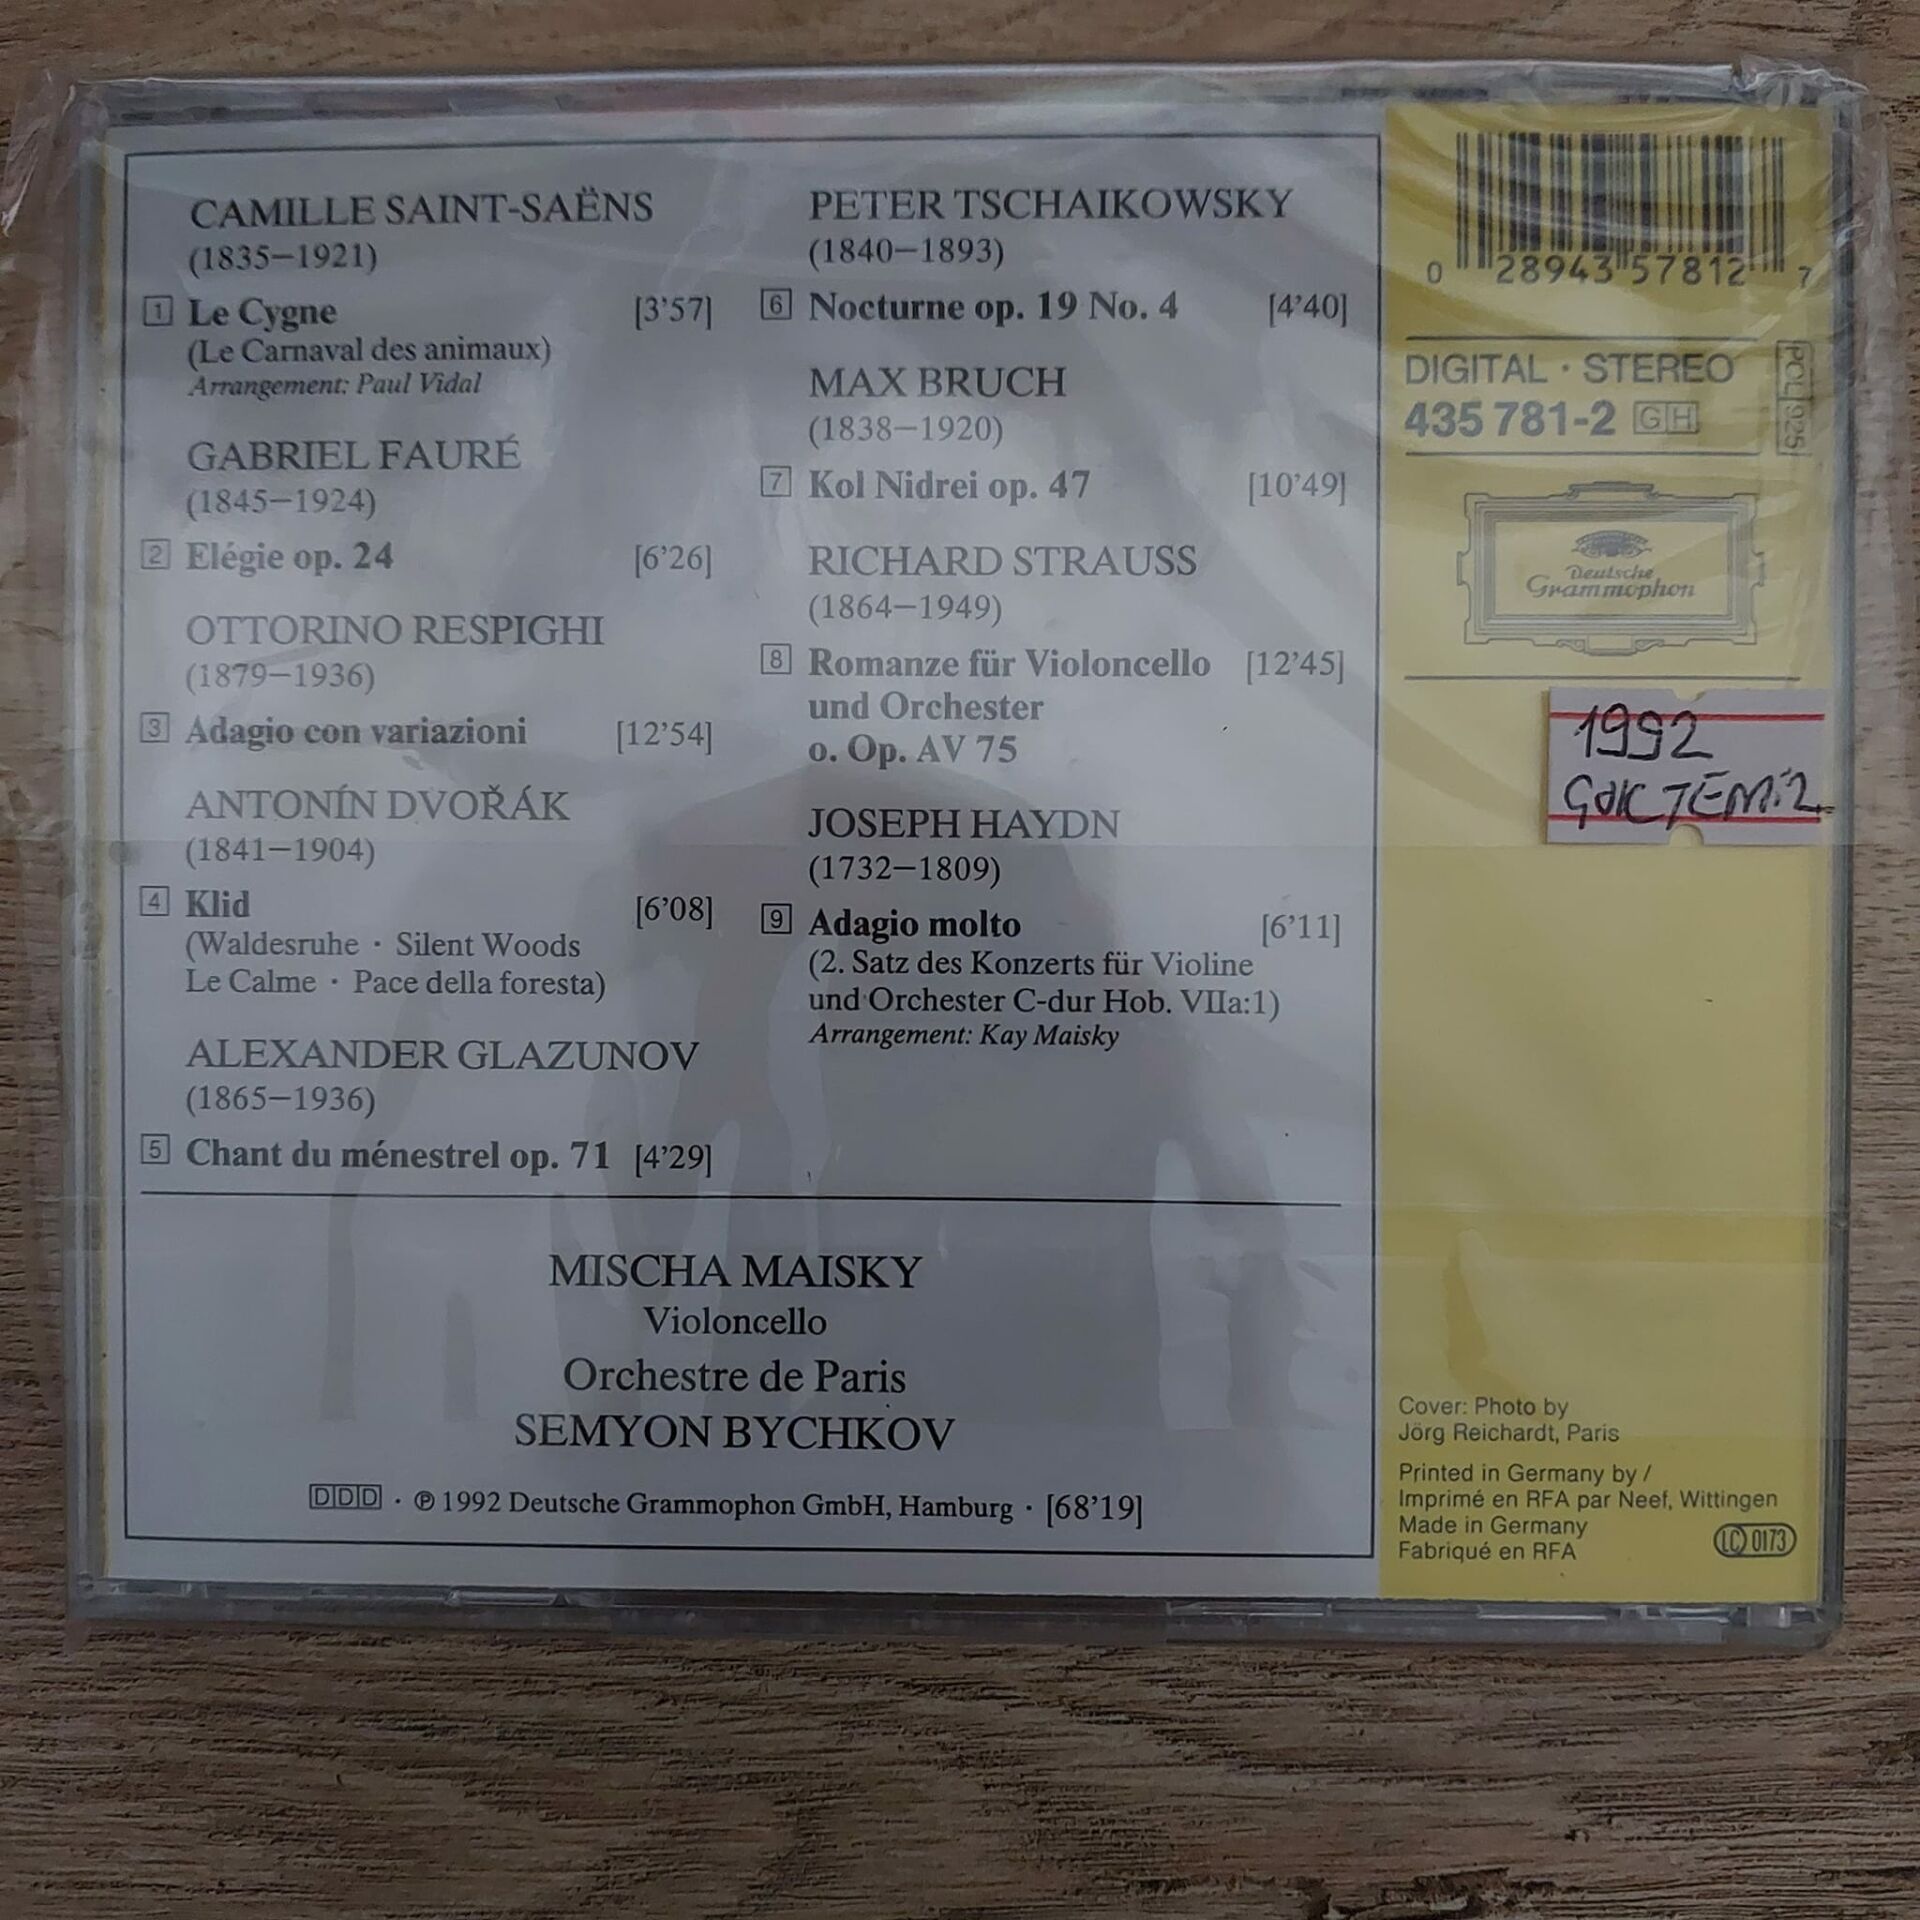 CAMILLE SAINT-SAËNS
(1835–1921)
1 Le Cygne [3'57]
(Le Carnaval des animaux)
Arrangement: Paul Vidal
GABRIEL FAURÉ
(1845–1924)
2 Elégie op. 24 [6'26]
OTTORINO RESPIGHI
(1879–1936)
3 Adagio con variazioni [12'54]
ANTONÍN DVOŘÁK
(1841–1904)
4 Klid [6'08]
(Waldesruhe · Silent Woods
Le Calme · Pace della foresta)
ALEXANDER GLAZUNOV
(1865–1936)
5 Chant du ménestrel op. 71 [4'29]
PETER TSCHAIKOWSKY
(1840–1893)
6 Nocturne op. 19 No. 4 [4'40]
MAX BRUCH
(1838–1920)
7 Kol Nidrei op. 47 [10'49]
RICHARD STRAUSS
(1864–1949)
8 Romanze für Violoncello [12'45]
und Orchester
o. Op. AV 75
JOSEPH HAYDN
(1732–1809)
9 Adagio molto [6'11]
(2. Satz des Konzerts für Violine
und Orchester C-dur Hob. VIIa:1)
Arrangement: Kay Maisky
MISCHA MAISKY
Violoncello
Orchestre de Paris
SEMYON BYCHKOV
DDD · ℗ 1992 Deutsche Grammophon GmbH, Hamburg · [68'19]
0 28943 57812 7
DIGITAL · STEREO
435 781-2 GH
POL 925
Deutsche
Grammophon
1992
Cover: Photo by
Jörg Reichardt, Paris
Printed in Germany by /
Imprimé en RFA par Neef, Wittingen
Made in Germany
Fabriqué en RFA
LC 0173